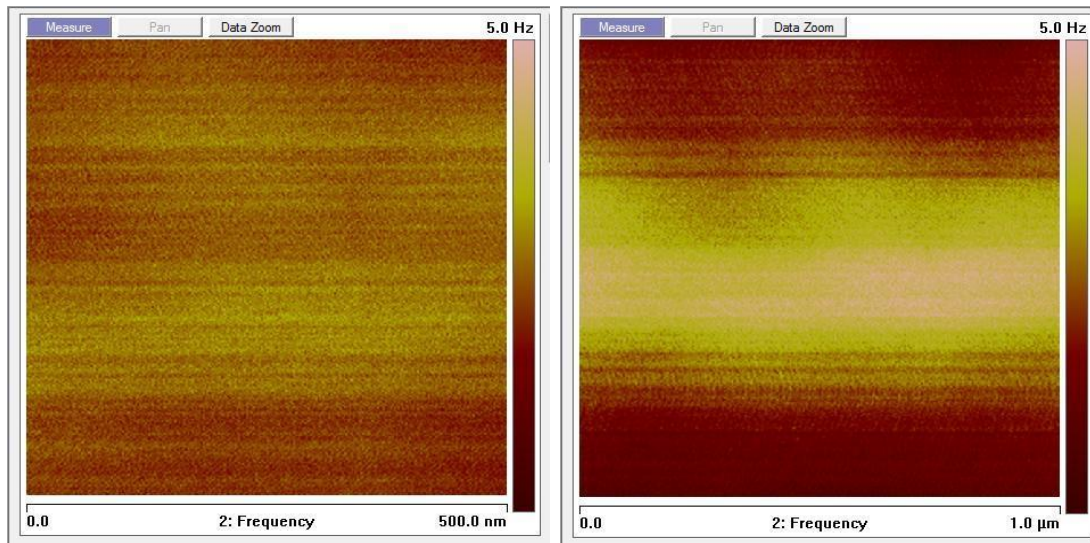 Measure Pan Data Zoom 5.0 Hz
0.0 2: Frequency 500.0 nm
Measure Pan Data Zoom 5.0 Hz
0.0 2: Frequency 1.0 µm